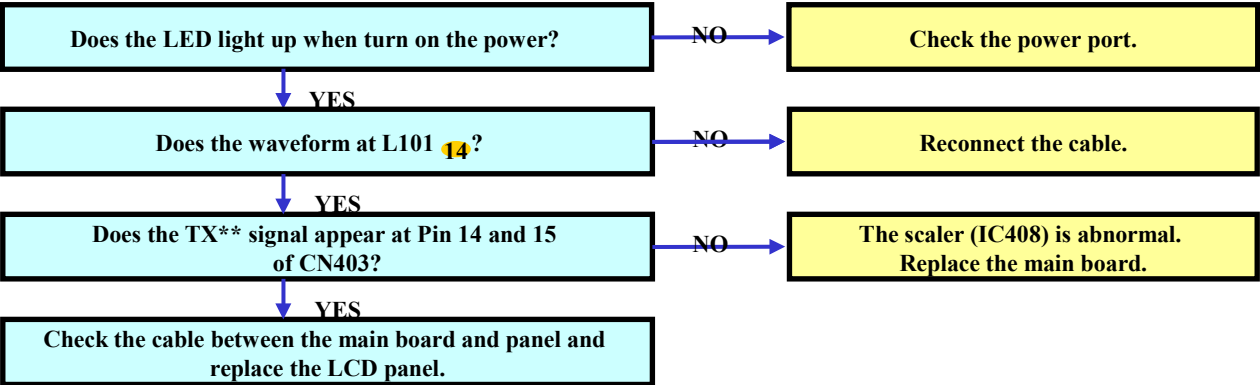 Does the LED light up when turn on the power?
NO
Check the power port.
YES
Does the waveform at L101 14?
NO
Reconnect the cable.
YES
Does the TX** signal appear at Pin 14 and 15
of CN403?
NO
The scaler (IC408) is abnormal.
Replace the main board.
YES
Check the cable between the main board and panel and
replace the LCD panel.